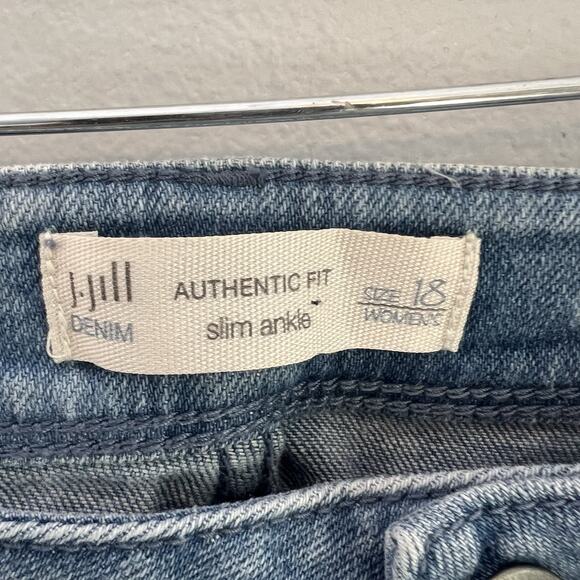 J.Jill
DENIM
AUTHENTIC FIT
slim ankle
SIZE 18
WOMEN'S